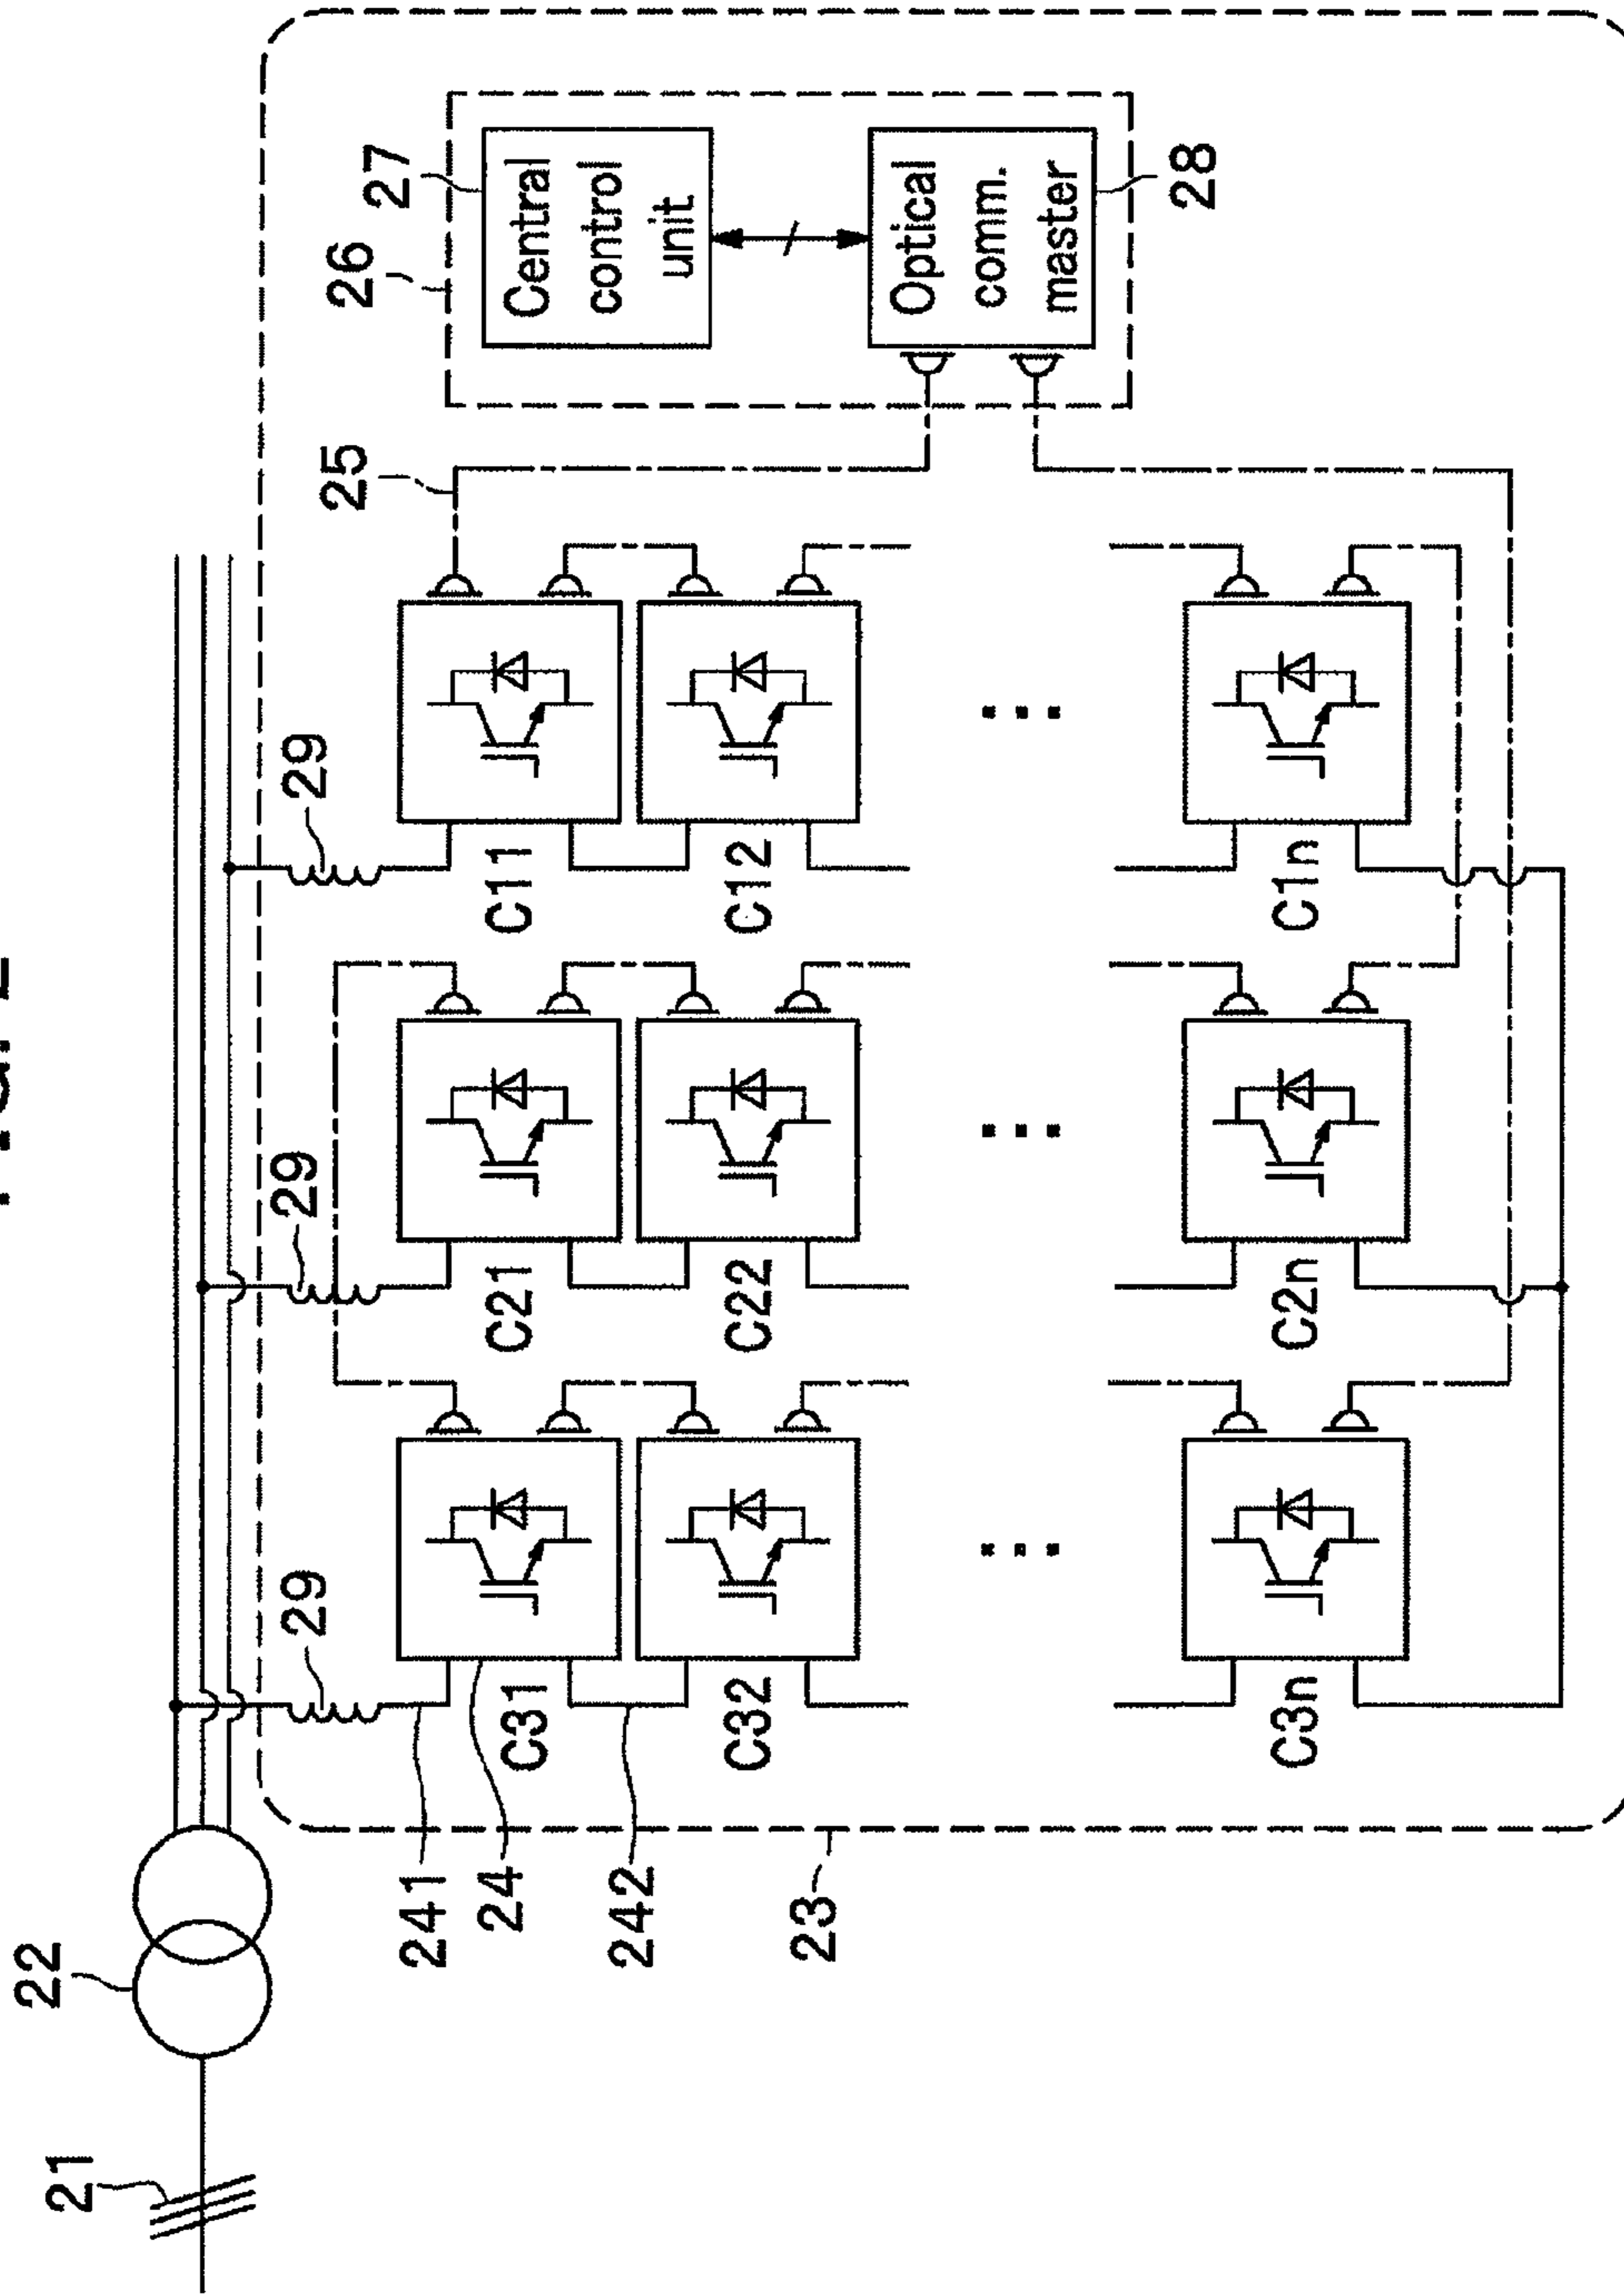 22
21
29
29
29
25
26
27
241
24
C31
C21
C11
Central
control
unit
242
C32
C22
C12
23
Optical
comm.
master
28
C3n
C2n
C1n